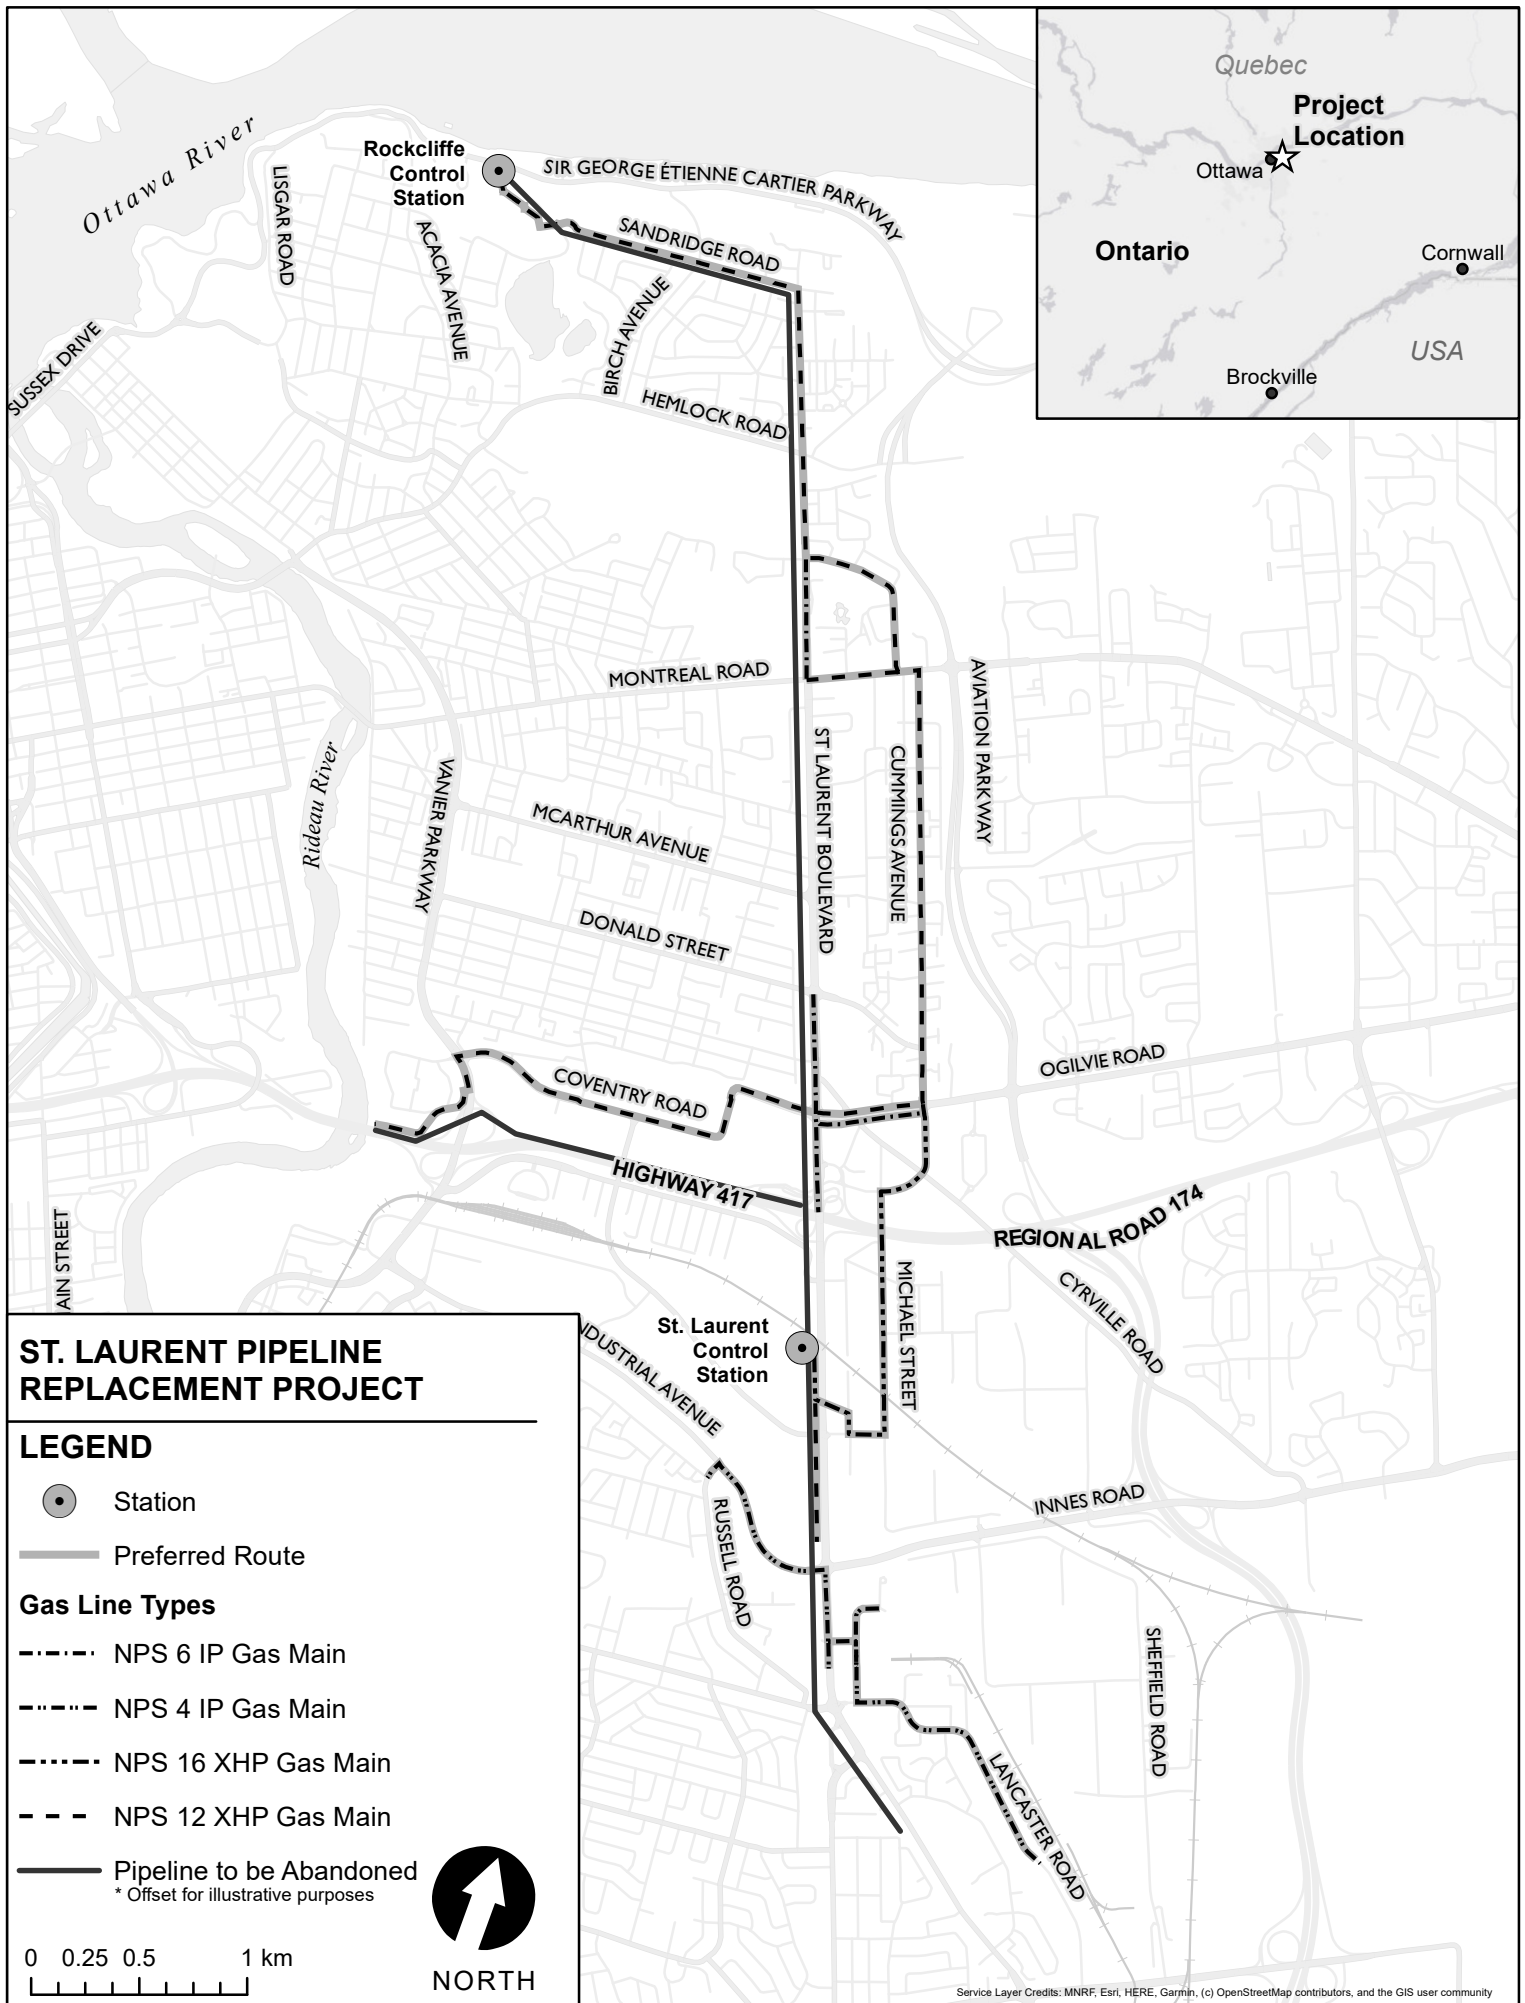 Quebec
Project
Location
Ottawa
Ontario
Cornwall
USA
Brockville
Ottawa River
Rockcliffe
Control
Station
SIR GEORGE ÉTIENNE CARTIER PARKWAY
LISGAR ROAD
ACACIA AVENUE
SANDRIDGE ROAD
BIRCH AVENUE
SUSSEX DRIVE
HEMLOCK ROAD
MONTREAL ROAD
AVIATION PARKWAY
Rideau River
VANIER PARKWAY
ST LAURENT BOULEVARD
CUMMINGS AVENUE
MCARTHUR AVENUE
DONALD STREET
OGILVIE ROAD
COVENTRY ROAD
HIGHWAY 417
REGIONAL ROAD 174
AIN STREET
MICHAEL STREET
CYRVILLE ROAD
St. Laurent
Control
Station
NDUSTRIAL AVENUE
INNES ROAD
RUSSELL ROAD
SHEFFIELD ROAD
LANCASTER ROAD
ST. LAURENT PIPELINE
REPLACEMENT PROJECT
LEGEND
Station
Preferred Route
Gas Line Types
NPS 6 IP Gas Main
NPS 4 IP Gas Main
NPS 16 XHP Gas Main
NPS 12 XHP Gas Main
Pipeline to be Abandoned
* Offset for illustrative purposes
0 0.25 0.5 1 km
NORTH
Service Layer Credits: MNRF, Esri, HERE, Garmin, (c) OpenStreetMap contributors, and the GIS user community